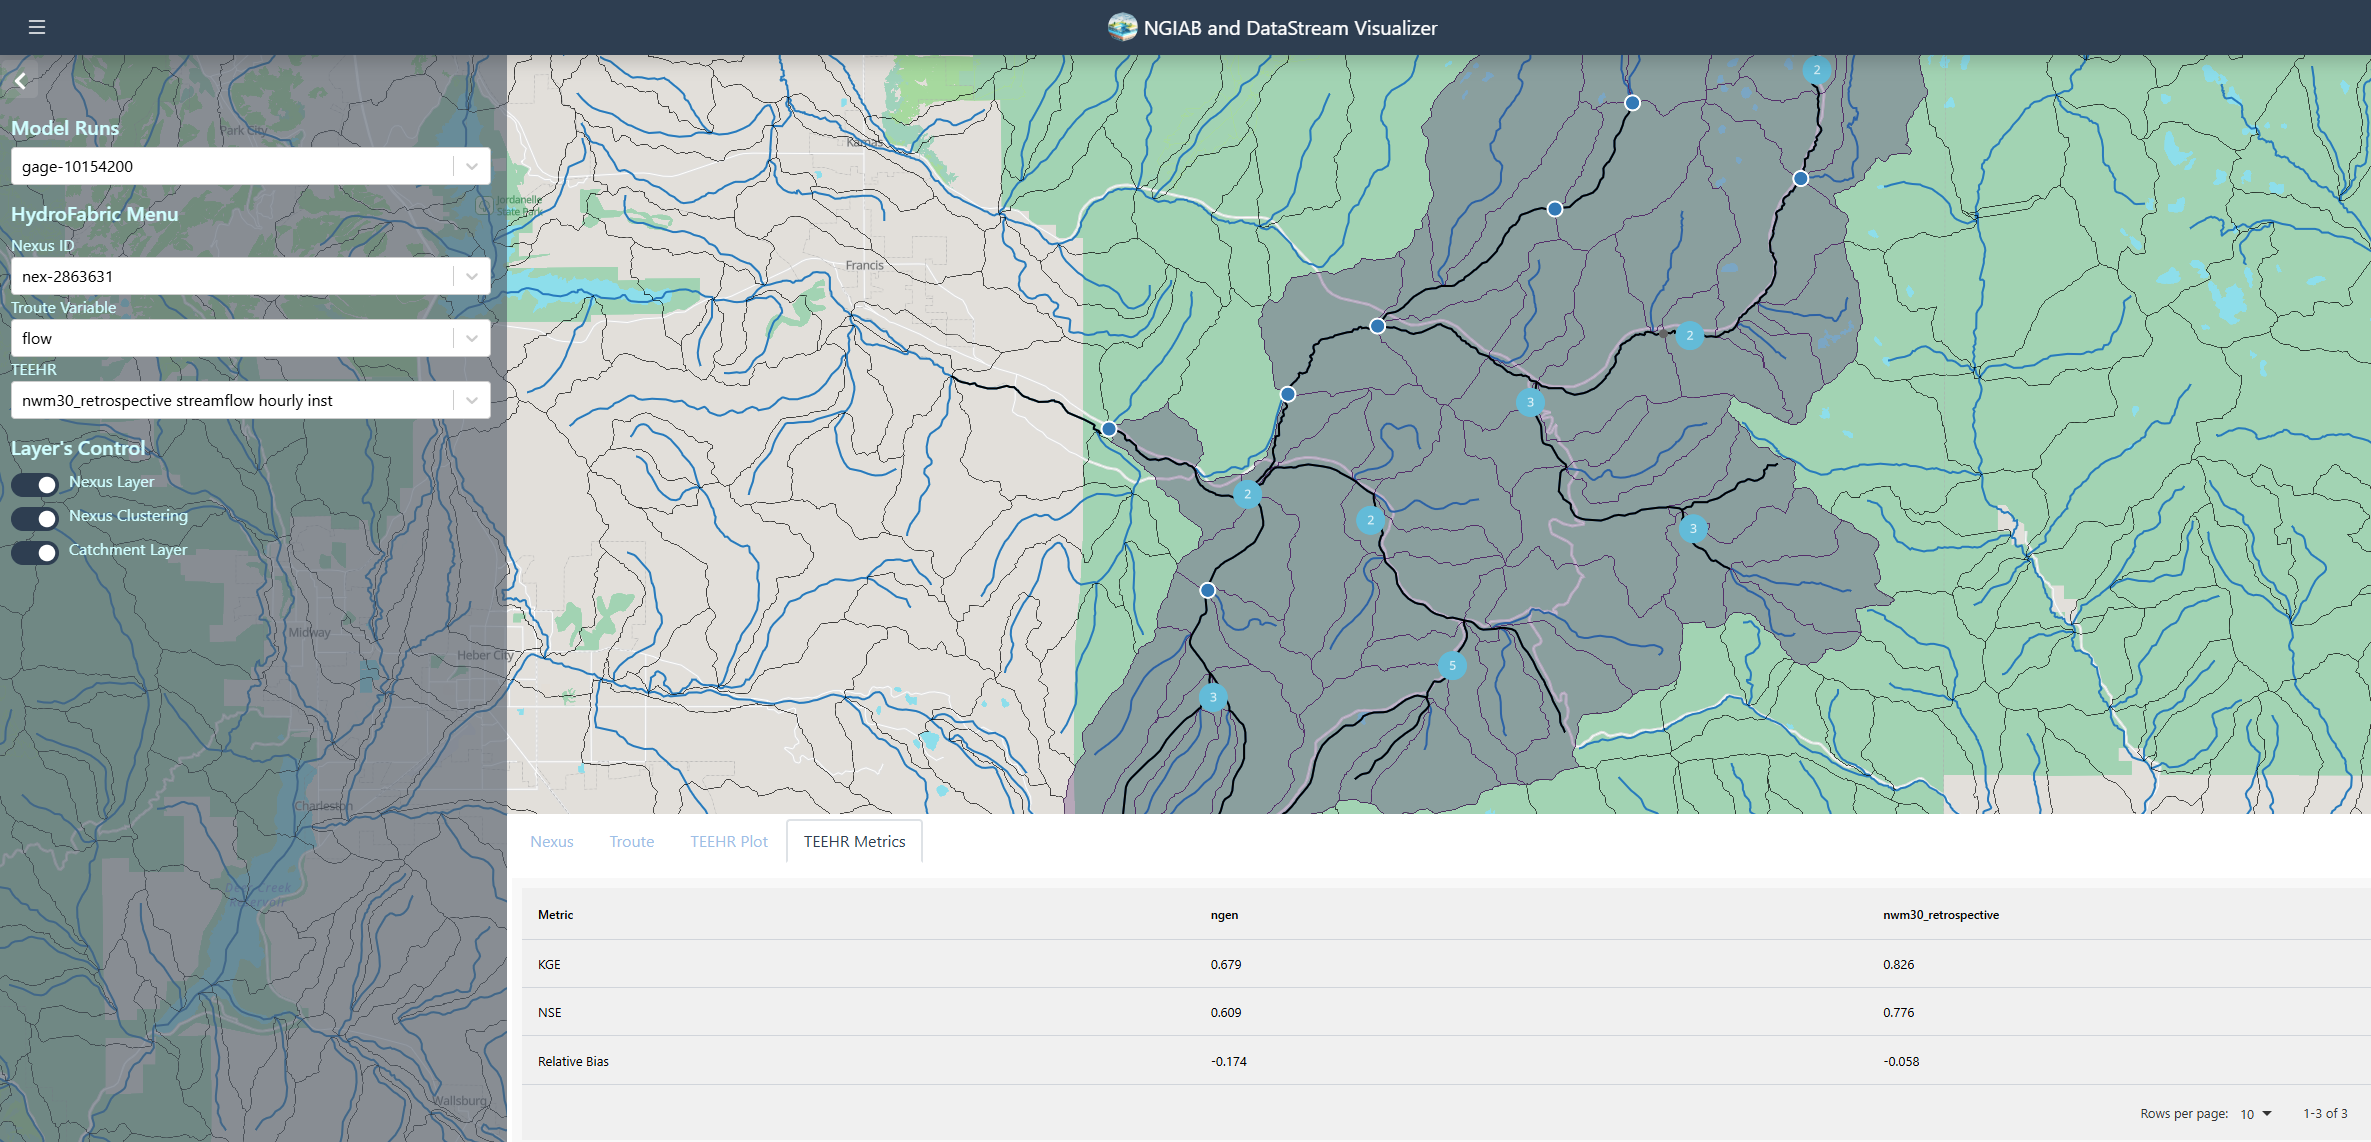 NGIAB and DataStream Visualizer
Model Runs
gage-10154200
HydroFabric Menu
Nexus ID
nex-2863631
Troute Variable
flow
TEEHR
nwm30_retrospective streamflow hourly inst
Layer's Control
Nexus Layer
Nexus Clustering
Catchment Layer
Park City
Kamas
Jordanelle
State Park
Francis
Midway
Heber City
Charleston
Deer Creek
Reservoir
Wallsburg
2
2
3
2
2
3
5
3
Nexus
Troute
TEEHR Plot
TEEHR Metrics
Metric ngen nwm30_retrospective
KGE 0.679 0.826
NSE 0.609 0.776
Relative Bias -0.174 -0.058
Rows per page: 10 1-3 of 3